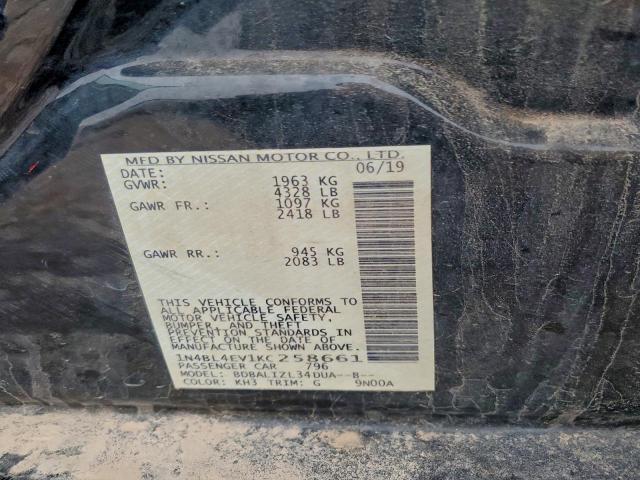 MFD BY NISSAN MOTOR CO., LTD.
DATE: 06/19
GVWR: 1963 KG
4328 LB
GAWR FR.: 1097 KG
2418 LB
GAWR RR.: 945 KG
2083 LB
THIS VEHICLE CONFORMS TO
ALL APPLICABLE FEDERAL
MOTOR VEHICLE SAFETY,
BUMPER, AND THEFT
PREVENTION STANDARDS IN
EFFECT ON THE DATE OF
MANUFACTURE SHOWN ABOVE.
1N4BL4EV1KC258661
PASSENGER CAR 796
MODEL: BDBALIZL34DUA--B--
COLOR: KH3 TRIM: G 9N00A